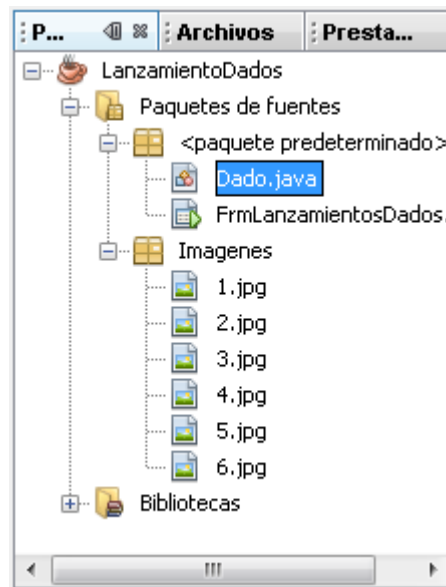 P... Archivos Presta...
LanzamientoDados
Paquetes de fuentes
<paquete predeterminado>
Dado.java
FrmLanzamientosDados.
Imagenes
1.jpg
2.jpg
3.jpg
4.jpg
5.jpg
6.jpg
Bibliotecas